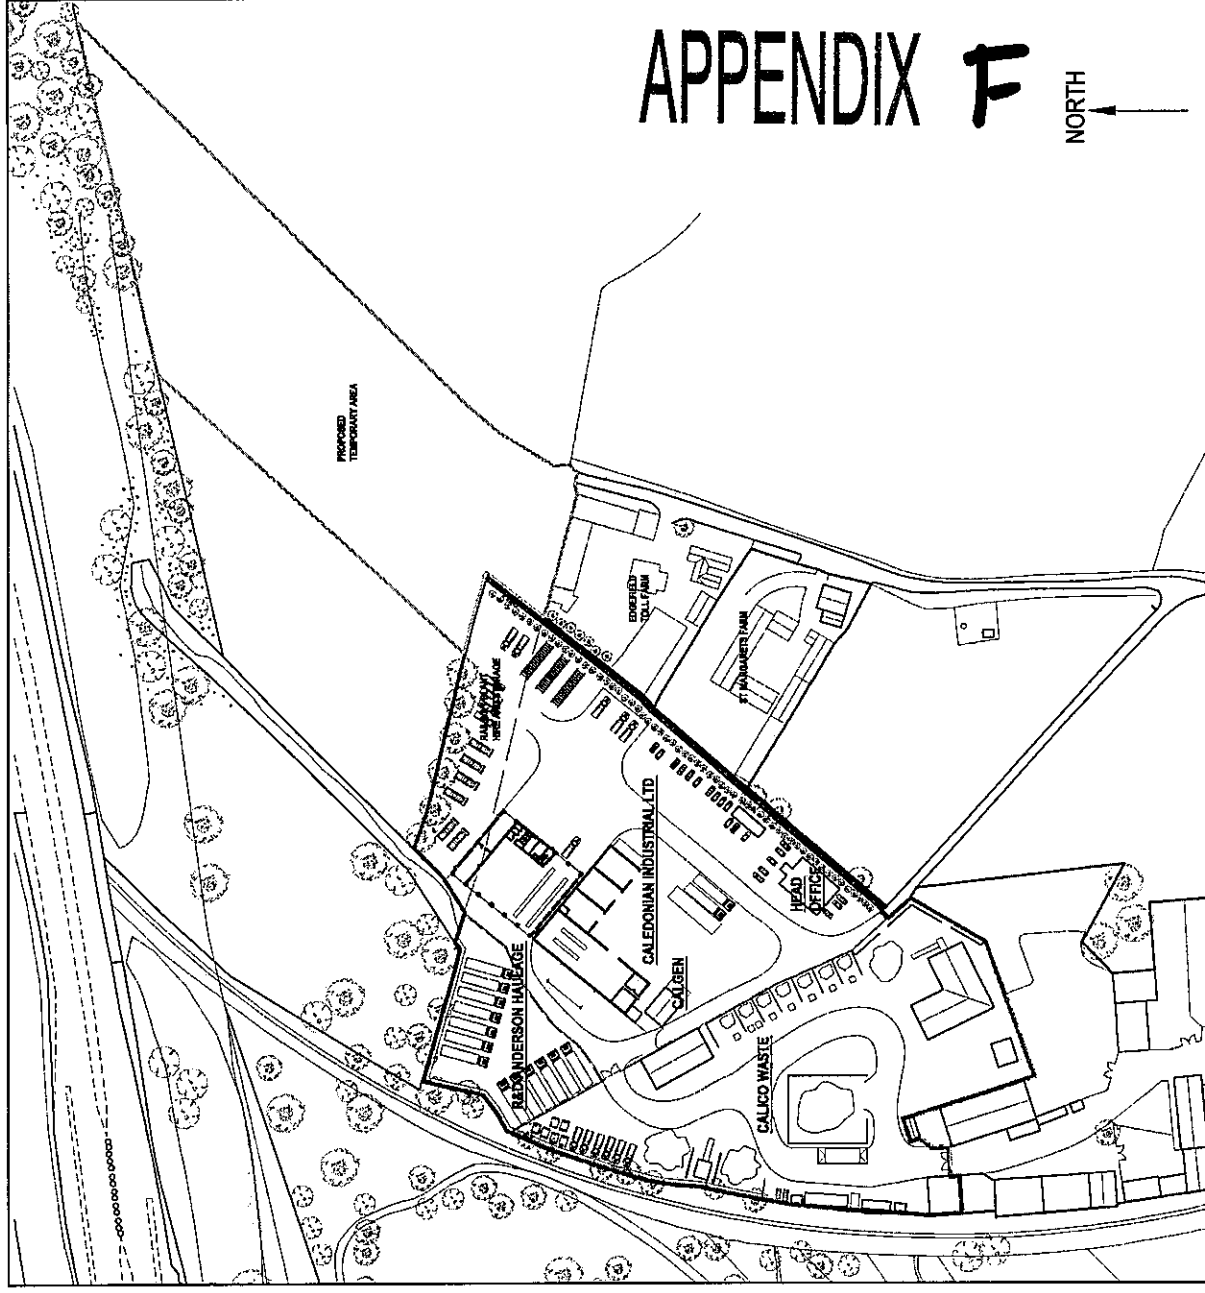 APPENDIX F
NORTH
PROPOSED
TEMPORARY AREA
EDGEFIELD
TOLL FARM
ST MARGARETS FARM
CALEDONIAN INDUSTRIAL LTD
HEAD
OFFICE
CALGEN
R&D ANDERSON HAULAGE
CALICO WASTE